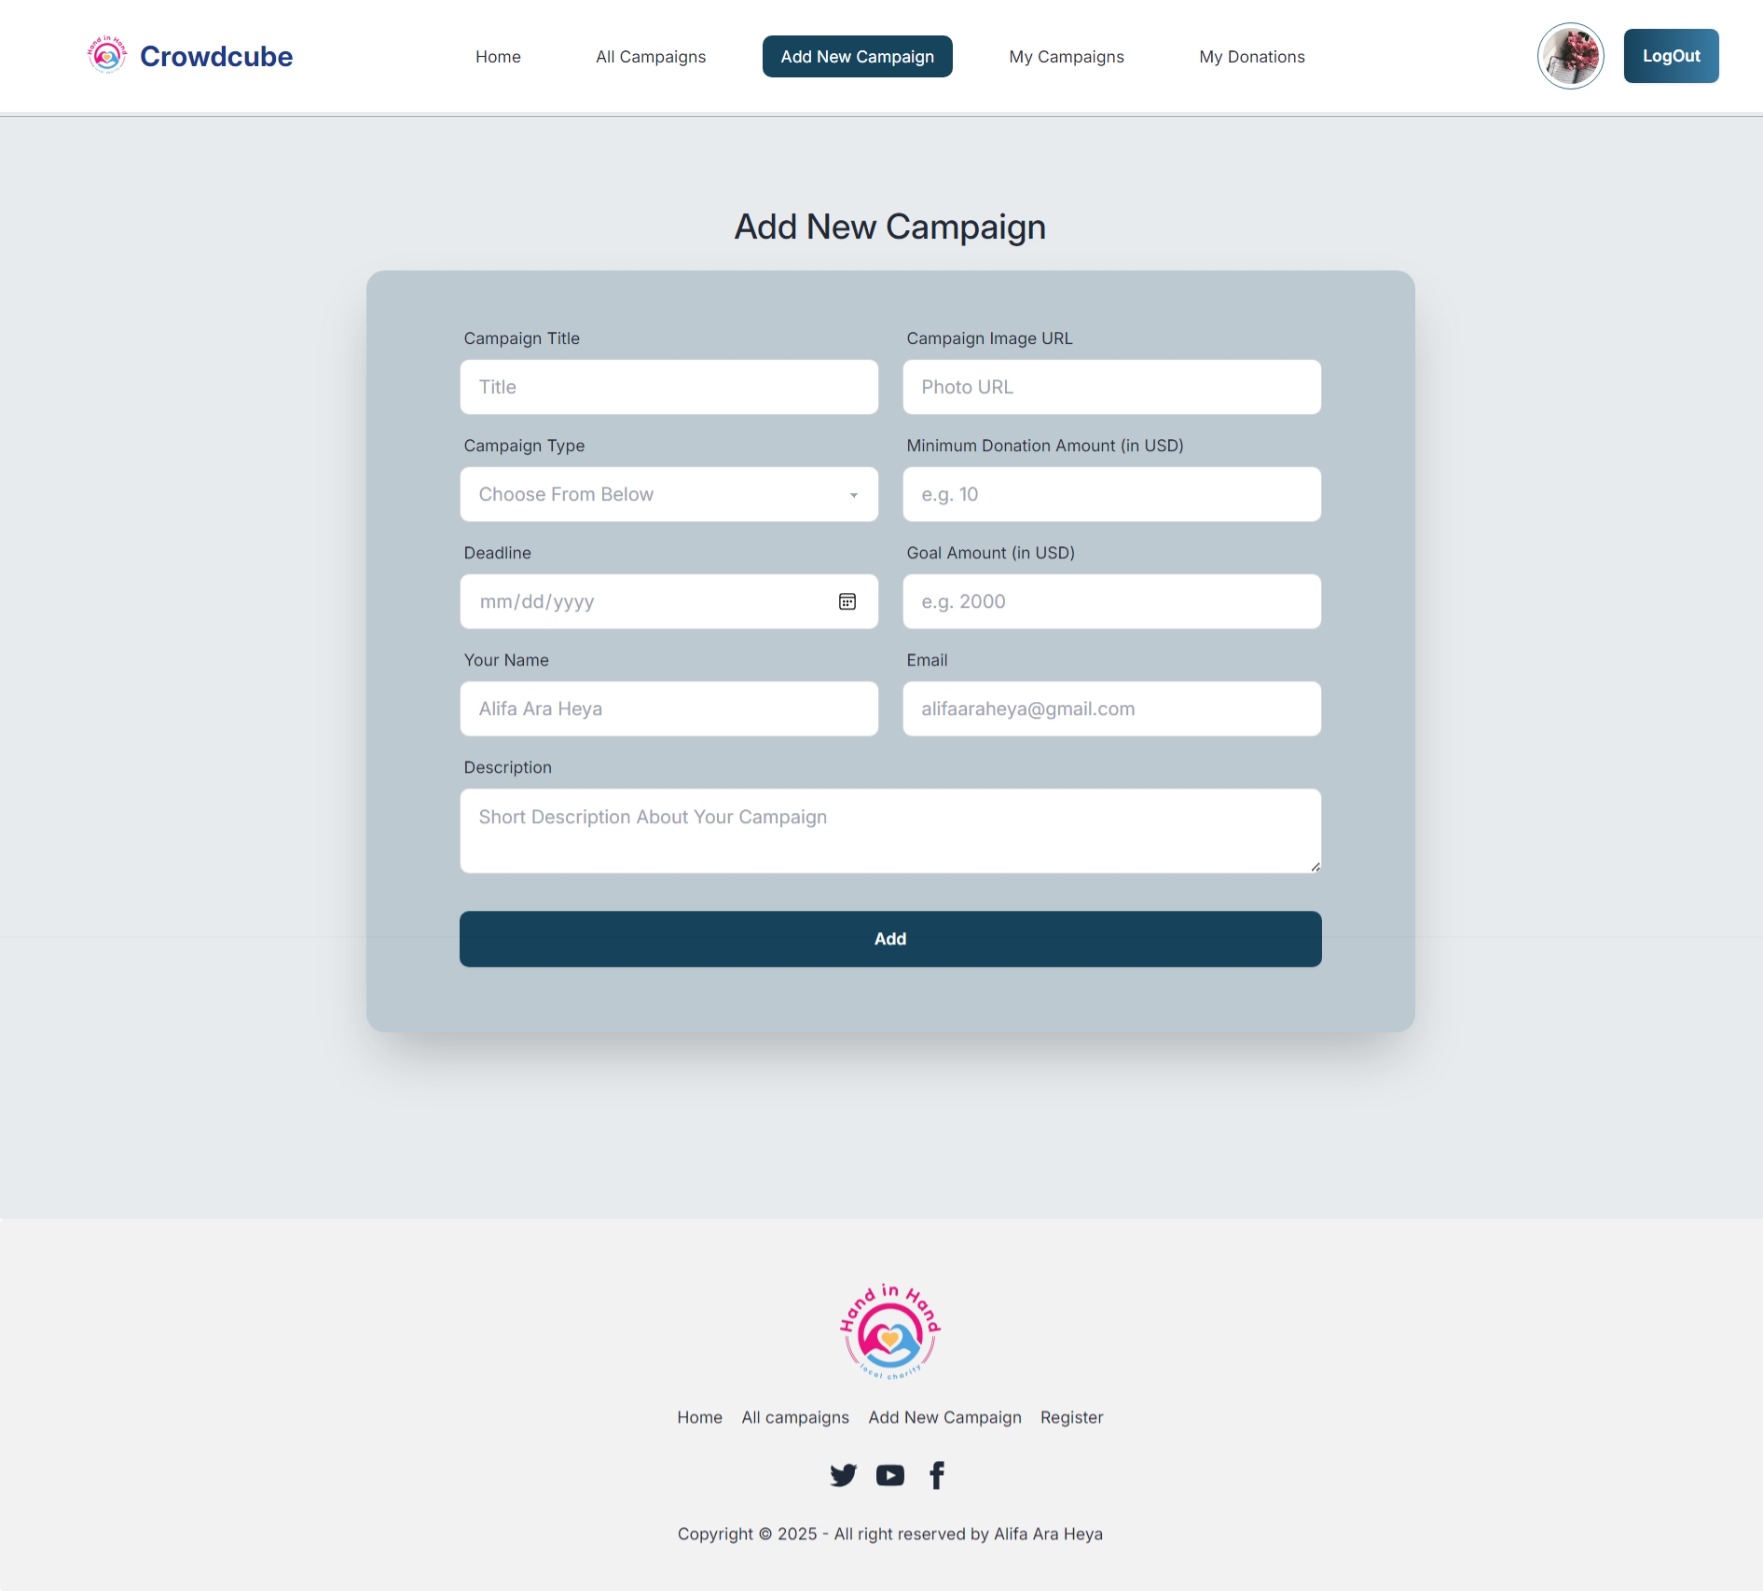 Hand in Hand
Crowdcube
Home
All Campaigns
Add New Campaign
My Campaigns
My Donations
LogOut
Add New Campaign
Campaign Title
Campaign Image URL
Title
Photo URL
Campaign Type
Minimum Donation Amount (in USD)
Choose From Below
e.g. 10
Deadline
Goal Amount (in USD)
mm/dd/yyyy
e.g. 2000
Your Name
Email
Alifa Ara Heya
alifaaraheya@gmail.com
Description
Short Description About Your Campaign
Add
Hand in Hand
local charity
Home All campaigns Add New Campaign Register
Copyright © 2025 - All right reserved by Alifa Ara Heya